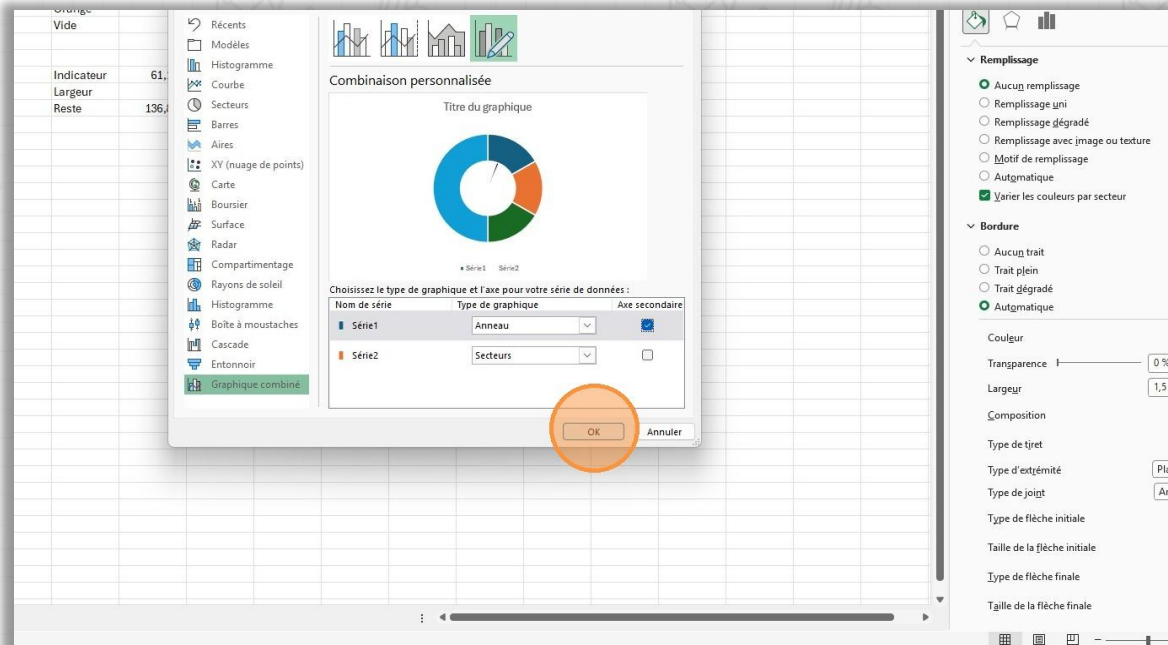 Vide
Indicateur
Largeur
Reste
Récents
Modèles
Histogramme
Courbe
Secteurs
Barres
Aires
XY (nuage de points)
Carte
Boursier
Surface
Radar
Compartimentage
Rayons de soleil
Histogramme
Boîte à moustaches
Cascade
Entonnoir
Graphique combiné
Combinaison personnalisée
Titre du graphique
Série1 Série2
Choisissez le type de graphique et l'axe pour votre série de données :
Nom de série Type de graphique Axe secondaire
Série1 Anneau
Série2 Secteurs
OK Annuler
Remplissage
Aucun remplissage
Remplissage uni
Remplissage dégradé
Remplissage avec image ou texture
Motif de remplissage
Automatique
Varier les couleurs par secteur
Bordure
Aucun trait
Trait plein
Trait dégradé
Automatique
Couleur
Transparence 0 %
Largeur 1,5
Composition
Type de tiret
Type d'extrémité
Type de joint
Type de flèche initiale
Taille de la flèche initiale
Type de flèche finale
Taille de la flèche finale